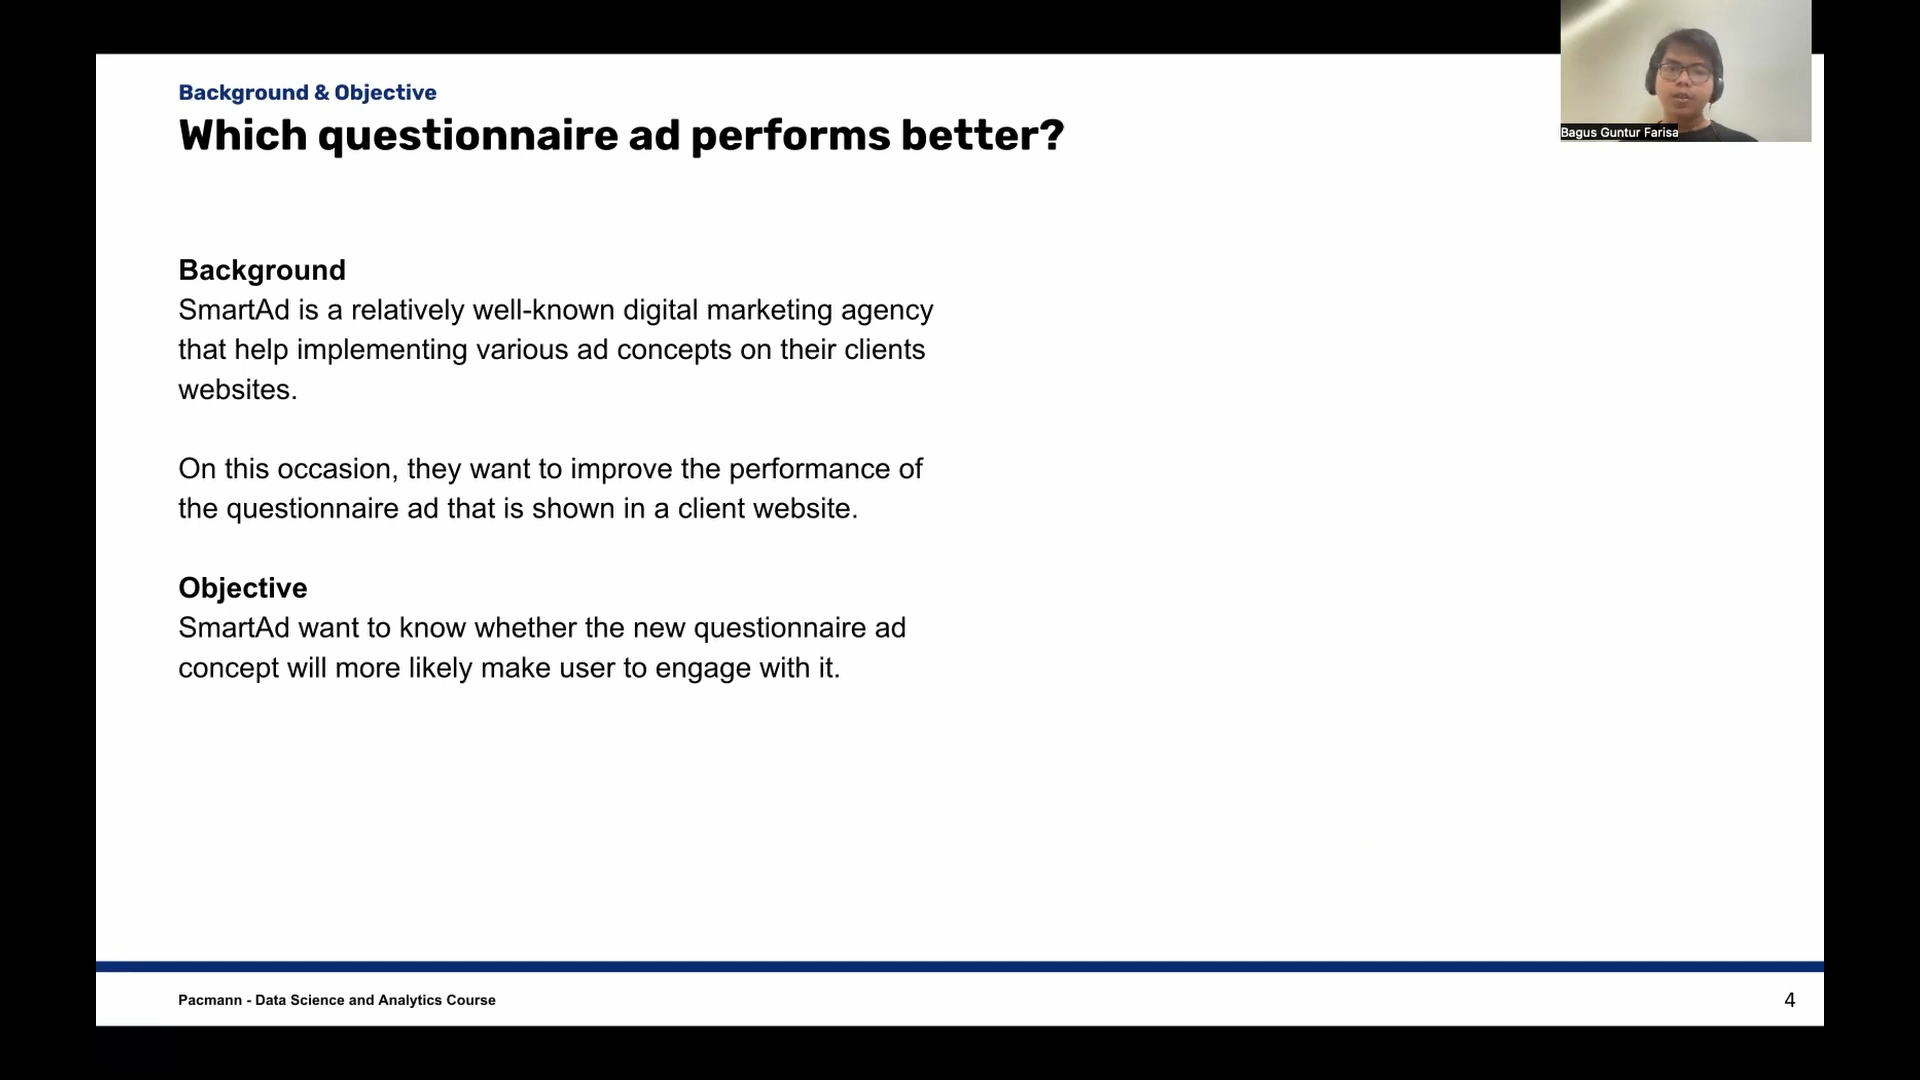 Background & Objective
Which questionnaire ad performs better?
Bagus Guntur Farisa
Background
SmartAd is a relatively well-known digital marketing agency
that help implementing various ad concepts on their clients
websites.
On this occasion, they want to improve the performance of
the questionnaire ad that is shown in a client website.
Objective
SmartAd want to know whether the new questionnaire ad
concept will more likely make user to engage with it.
Pacmann - Data Science and Analytics Course
4